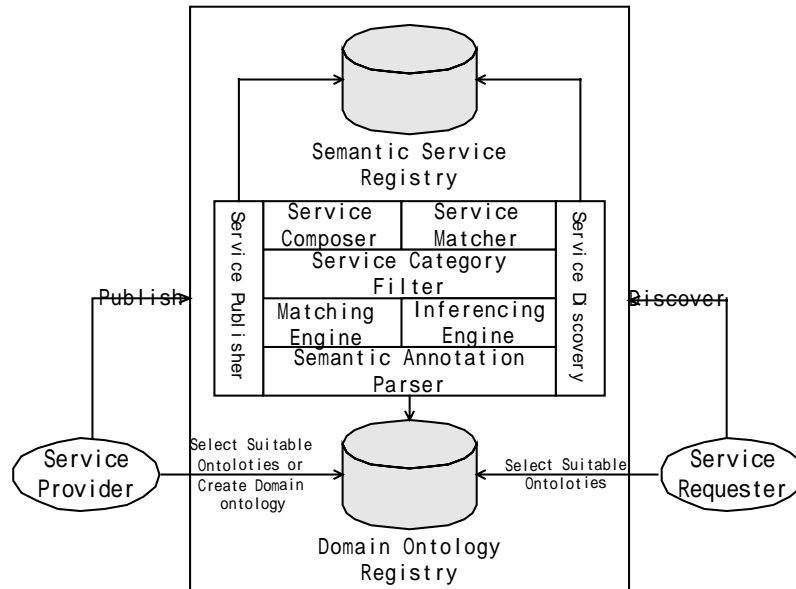 Semantic Service
Registry
Service Publisher
Service
Composer
Service
Matcher
Service Discovery
Service Category
Filter
Matching
Engine
Inferencing
Engine
Semantic Annotation
Parser
Publish
Discover
Service
Provider
Select Suitable
Ontoloties or
Create Domain
ontology
Select Suitable
Ontoloties
Service
Requester
Domain Ontology
Registry